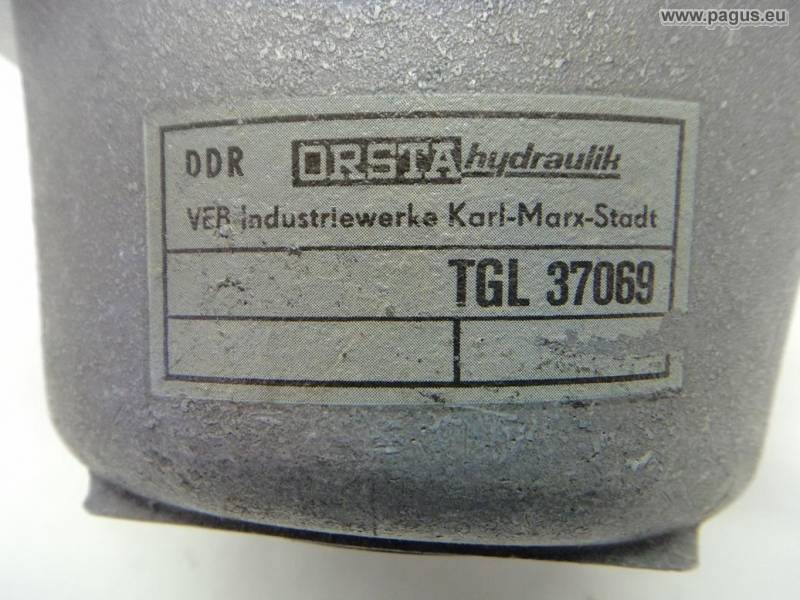 www.pagus.eu
DDR ORSTA hydraulik
VEB Industriewerke Karl-Marx-Stadt
TGL 37069